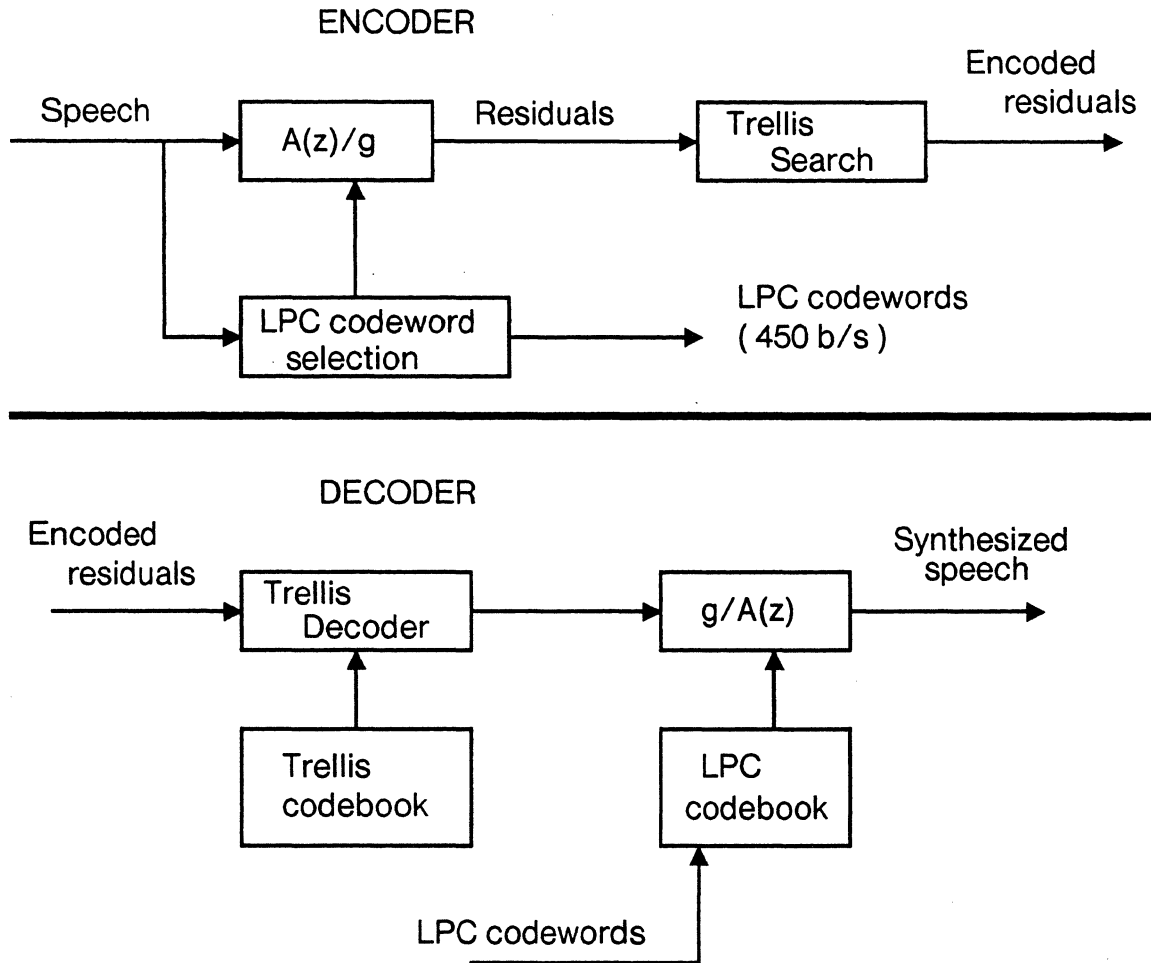 ENCODER
Speech
A(z)/g
Residuals
Trellis
Search
Encoded
residuals
LPC codeword
selection
LPC codewords
( 450 b/s )
DECODER
Encoded
residuals
Trellis
Decoder
g/A(z)
Synthesized
speech
Trellis
codebook
LPC
codebook
LPC codewords